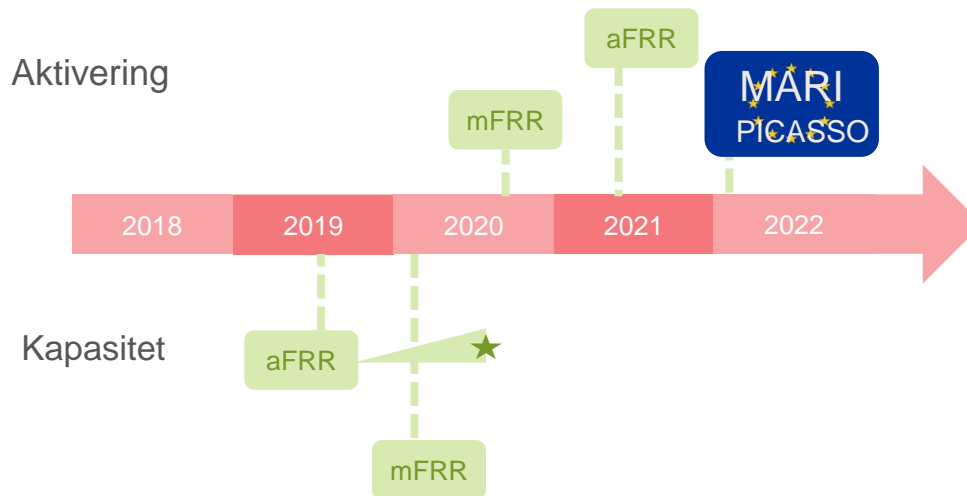 aFRR
Aktivering
MARI
mFRR
PICASSO
2018 2019 2020 2021 2022
Kapasitet
aFRR
mFRR